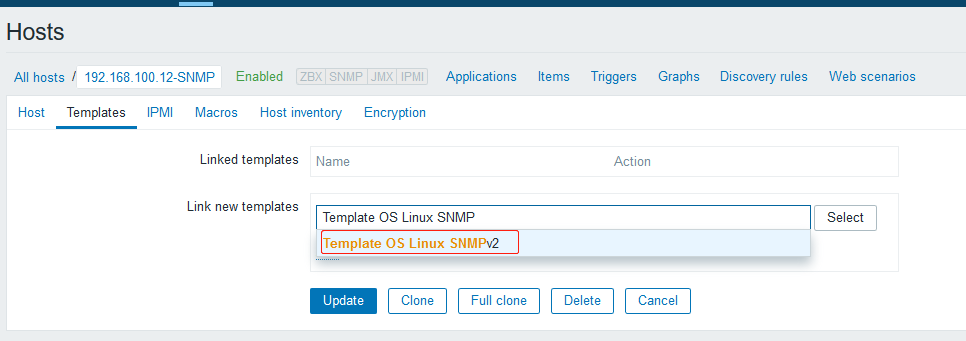 Hosts
All hosts / 192.168.100.12-SNMP Enabled ZBX SNMP JMX IPMI Applications Items Triggers Graphs Discovery rules Web scenarios
Host Templates IPMI Macros Host inventory Encryption
Linked templates Name Action
Link new templates
Template OS Linux SNMP Select
Template OS Linux SNMPv2
Update Clone Full clone Delete Cancel